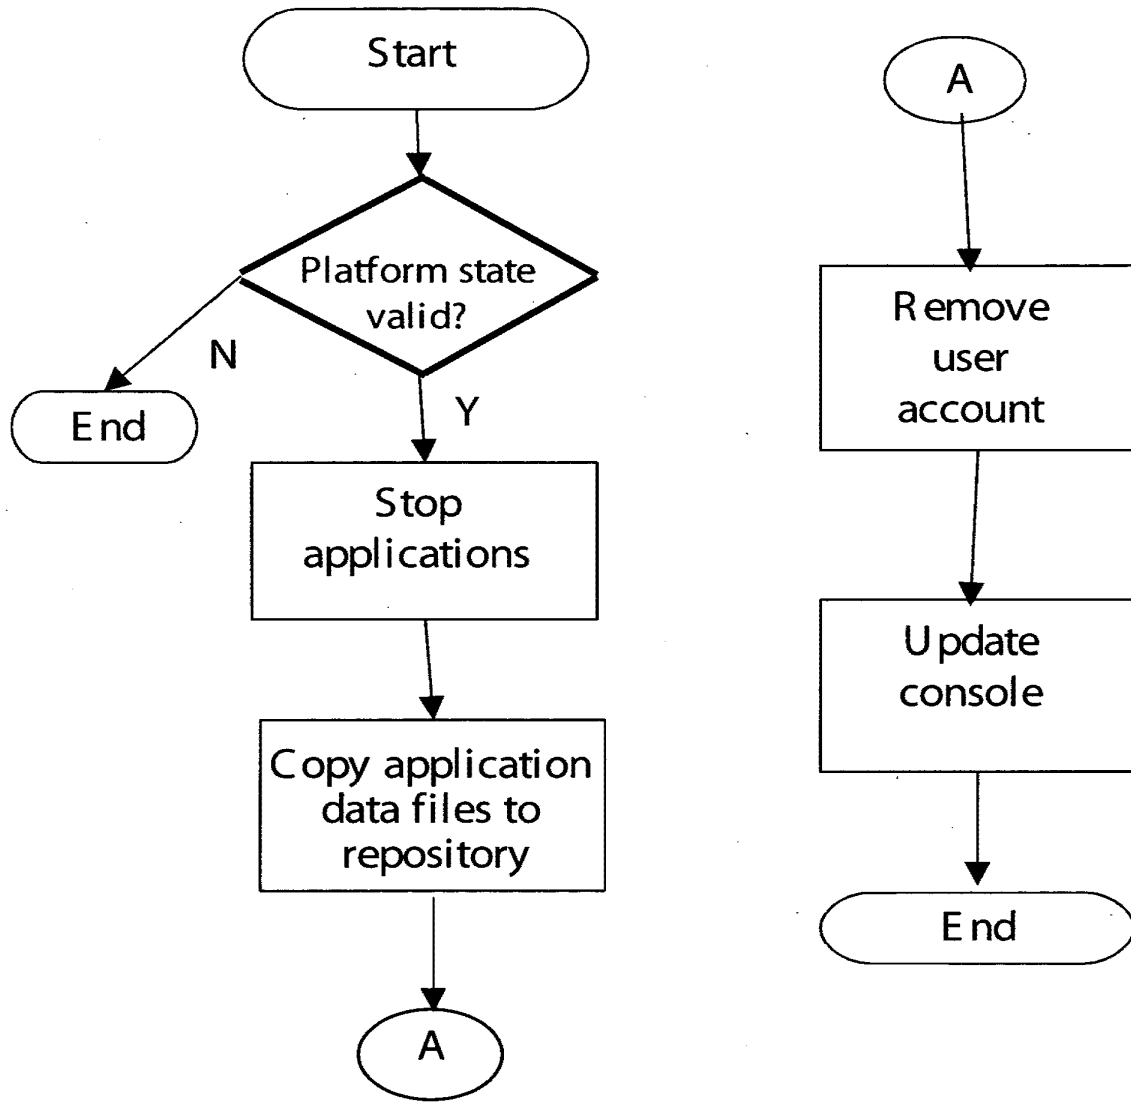 Start
Platform state
valid?
N
End
Y
Stop
applications
Copy application
data files to
repository
A
A
Remove
user
account
Update
console
End